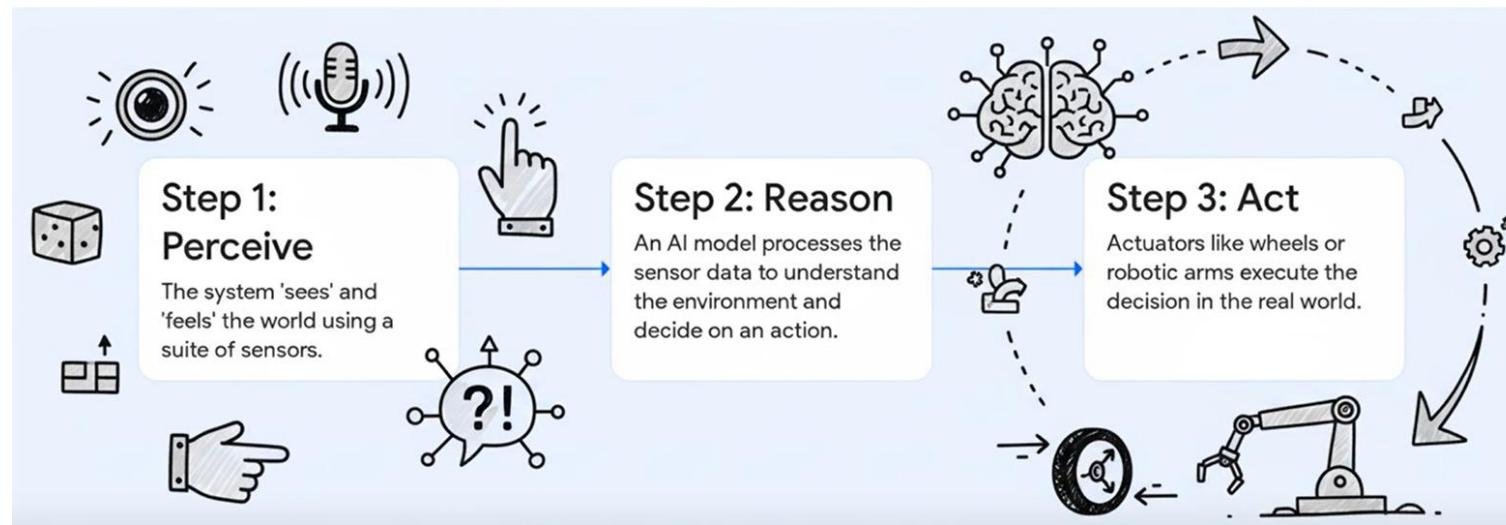 Step 1:
Perceive
The system 'sees' and
'feels' the world using a
suite of sensors.
?!
Step 2: Reason
An AI model processes the
sensor data to understand
the environment and
decide on an action.
Step 3: Act
Actuators like wheels or
robotic arms execute the
decision in the real world.